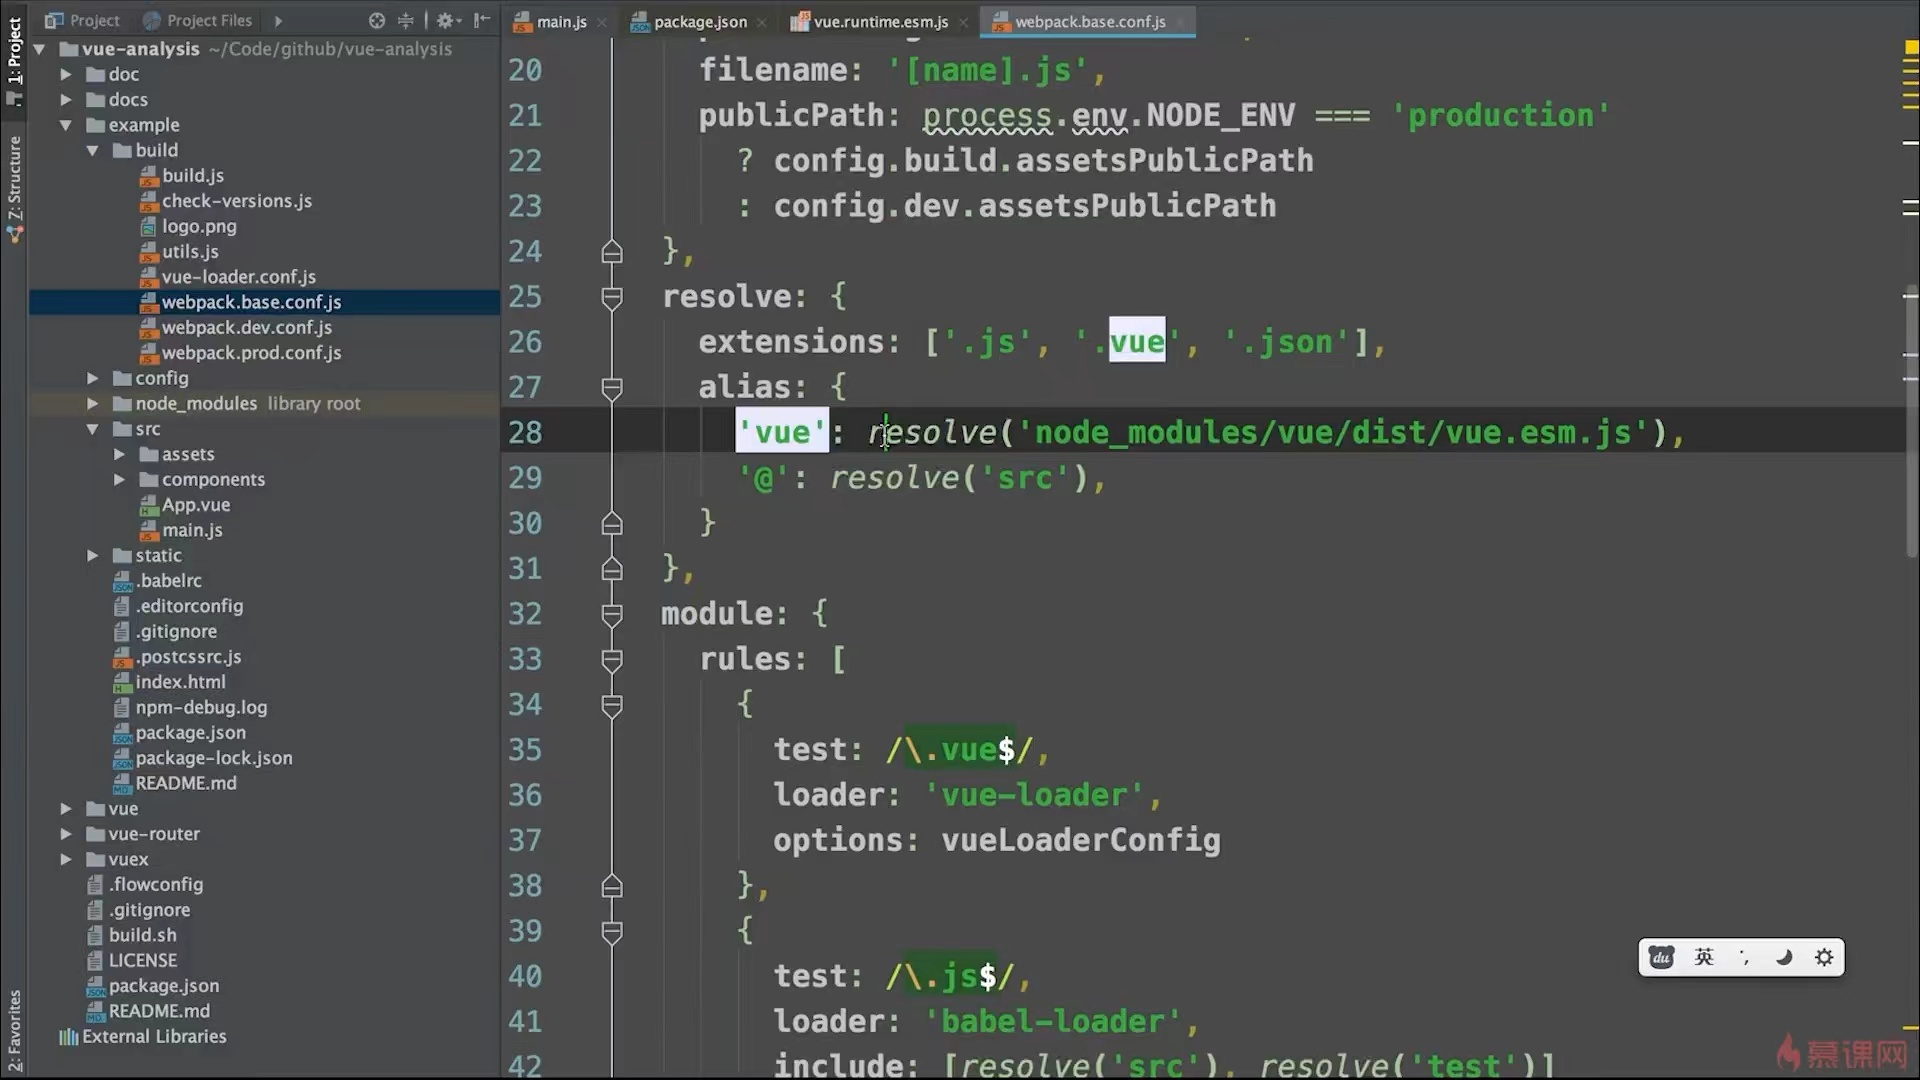 Project
Project Files
main.js
package.json
vue.runtime.esm.js
webpack.base.conf.js
1: Project
Z: Structure
2: Favorites
vue-analysis ~/Code/github/vue-analysis
doc
docs
example
build
build.js
check-versions.js
logo.png
utils.js
vue-loader.conf.js
webpack.base.conf.js
webpack.dev.conf.js
webpack.prod.conf.js
config
node_modules library root
src
assets
components
App.vue
main.js
static
.babelrc
.editorconfig
.gitignore
.postcssrc.js
index.html
npm-debug.log
package.json
package-lock.json
README.md
vue
vue-router
vuex
.flowconfig
.gitignore
build.sh
LICENSE
package.json
README.md
External Libraries
20 filename: '[name].js',
21 publicPath: process.env.NODE_ENV === 'production'
22 ? config.build.assetsPublicPath
23 : config.dev.assetsPublicPath
24 },
25 resolve: {
26 extensions: ['.js', '.vue', '.json'],
27 alias: {
28 'vue': resolve('node_modules/vue/dist/vue.esm.js'),
29 '@': resolve('src'),
30 }
31 },
32 module: {
33 rules: [
34 {
35 test: /\.vue$/,
36 loader: 'vue-loader',
37 options: vueLoaderConfig
38 },
39 {
40 test: /\.js$/,
41 loader: 'babel-loader',
42 include: [resolve('src'), resolve('test')]
du 英
慕课网